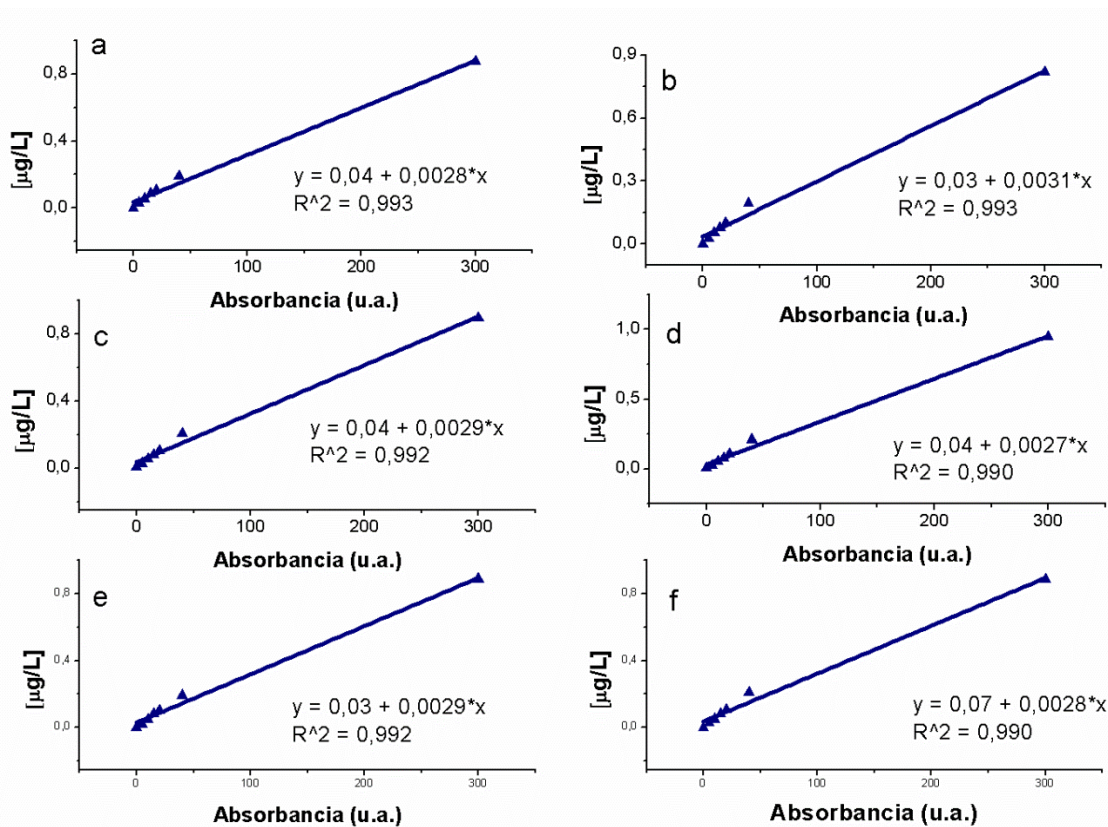 a
0,8
0,4
0,0
[µg/L]
y = 0,04 + 0,0028*x
R^2 = 0,993
0 100 200 300
Absorbancia (u.a.)
b
0,9
0,6
0,3
0,0
[µg/L]
y = 0,03 + 0,0031*x
R^2 = 0,993
0 100 200 300
Absorbancia (u.a.)
c
0,8
0,4
0,0
[µg/L]
y = 0,04 + 0,0029*x
R^2 = 0,992
0 100 200 300
Absorbancia (u.a.)
d
1,0
0,5
0,0
[µg/L]
y = 0,04 + 0,0027*x
R^2 = 0,990
0 100 200 300
Absorbancia (u.a.)
e
0,8
0,4
0,0
[µg/L]
y = 0,03 + 0,0029*x
R^2 = 0,992
0 100 200 300
Absorbancia (u.a.)
f
0,8
0,4
0,0
[µg/L]
y = 0,07 + 0,0028*x
R^2 = 0,990
0 100 200 300
Absorbancia (u.a.)